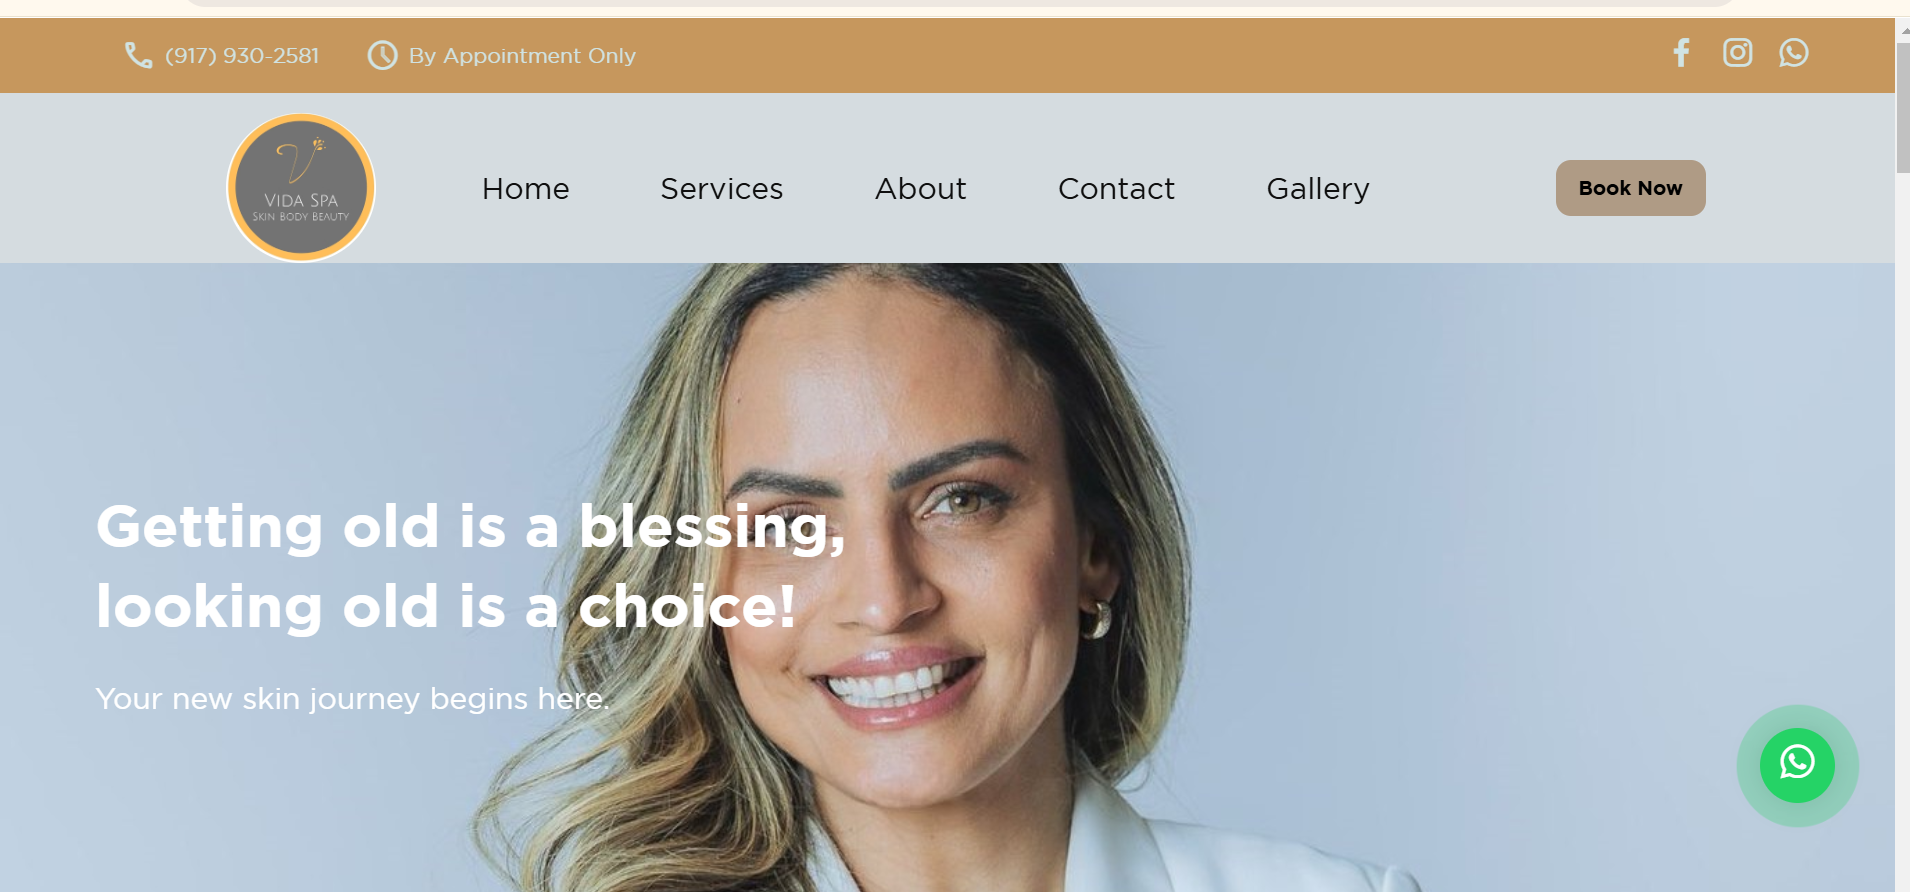 (917) 930-2581
By Appointment Only
VIDA SPA
SKIN BODY BEAUTY
Home
Services
About
Contact
Gallery
Book Now
Getting old is a blessing,
looking old is a choice!
Your new skin journey begins here.